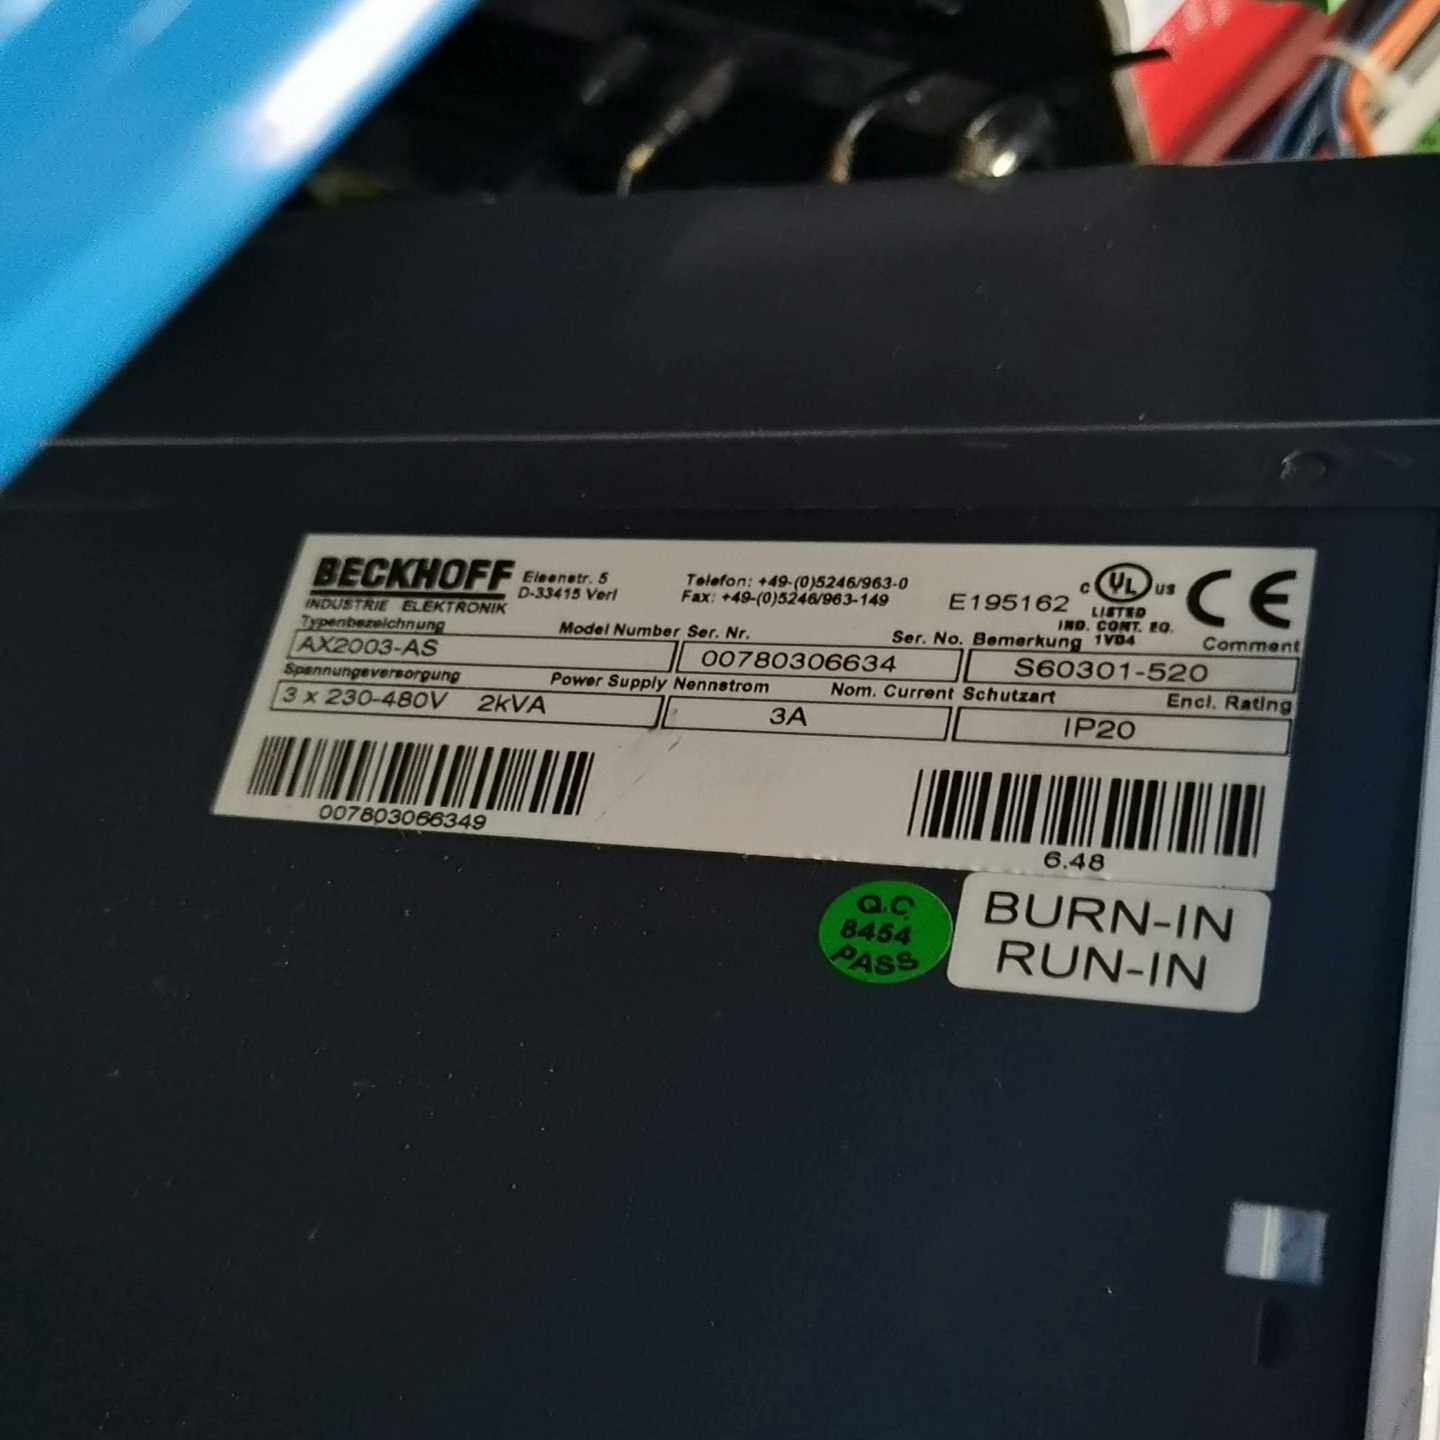 BECKHOFF
INDUSTRIE ELEKTRONIK
Eisenstr. 5
D-33415 Verl
Telefon: +49-(0)5246/963-0
Fax: +49-(0)5246/963-149
E195162
c UL us
LISTED
IND. CONT. EQ.
1VD4
CE
Typenbezeichnung Model Number Ser. Nr. Ser. No. Bemerkung Comment
AX2003-AS 00780306634 S60301-520
Spannungsversorgung Power Supply Nennstrom Nom. Current Schutzart Encl. Rating
3 x 230-480V 2kVA 3A IP20
007803066349
6.48
Q.C
8454
PASS
BURN-IN
RUN-IN